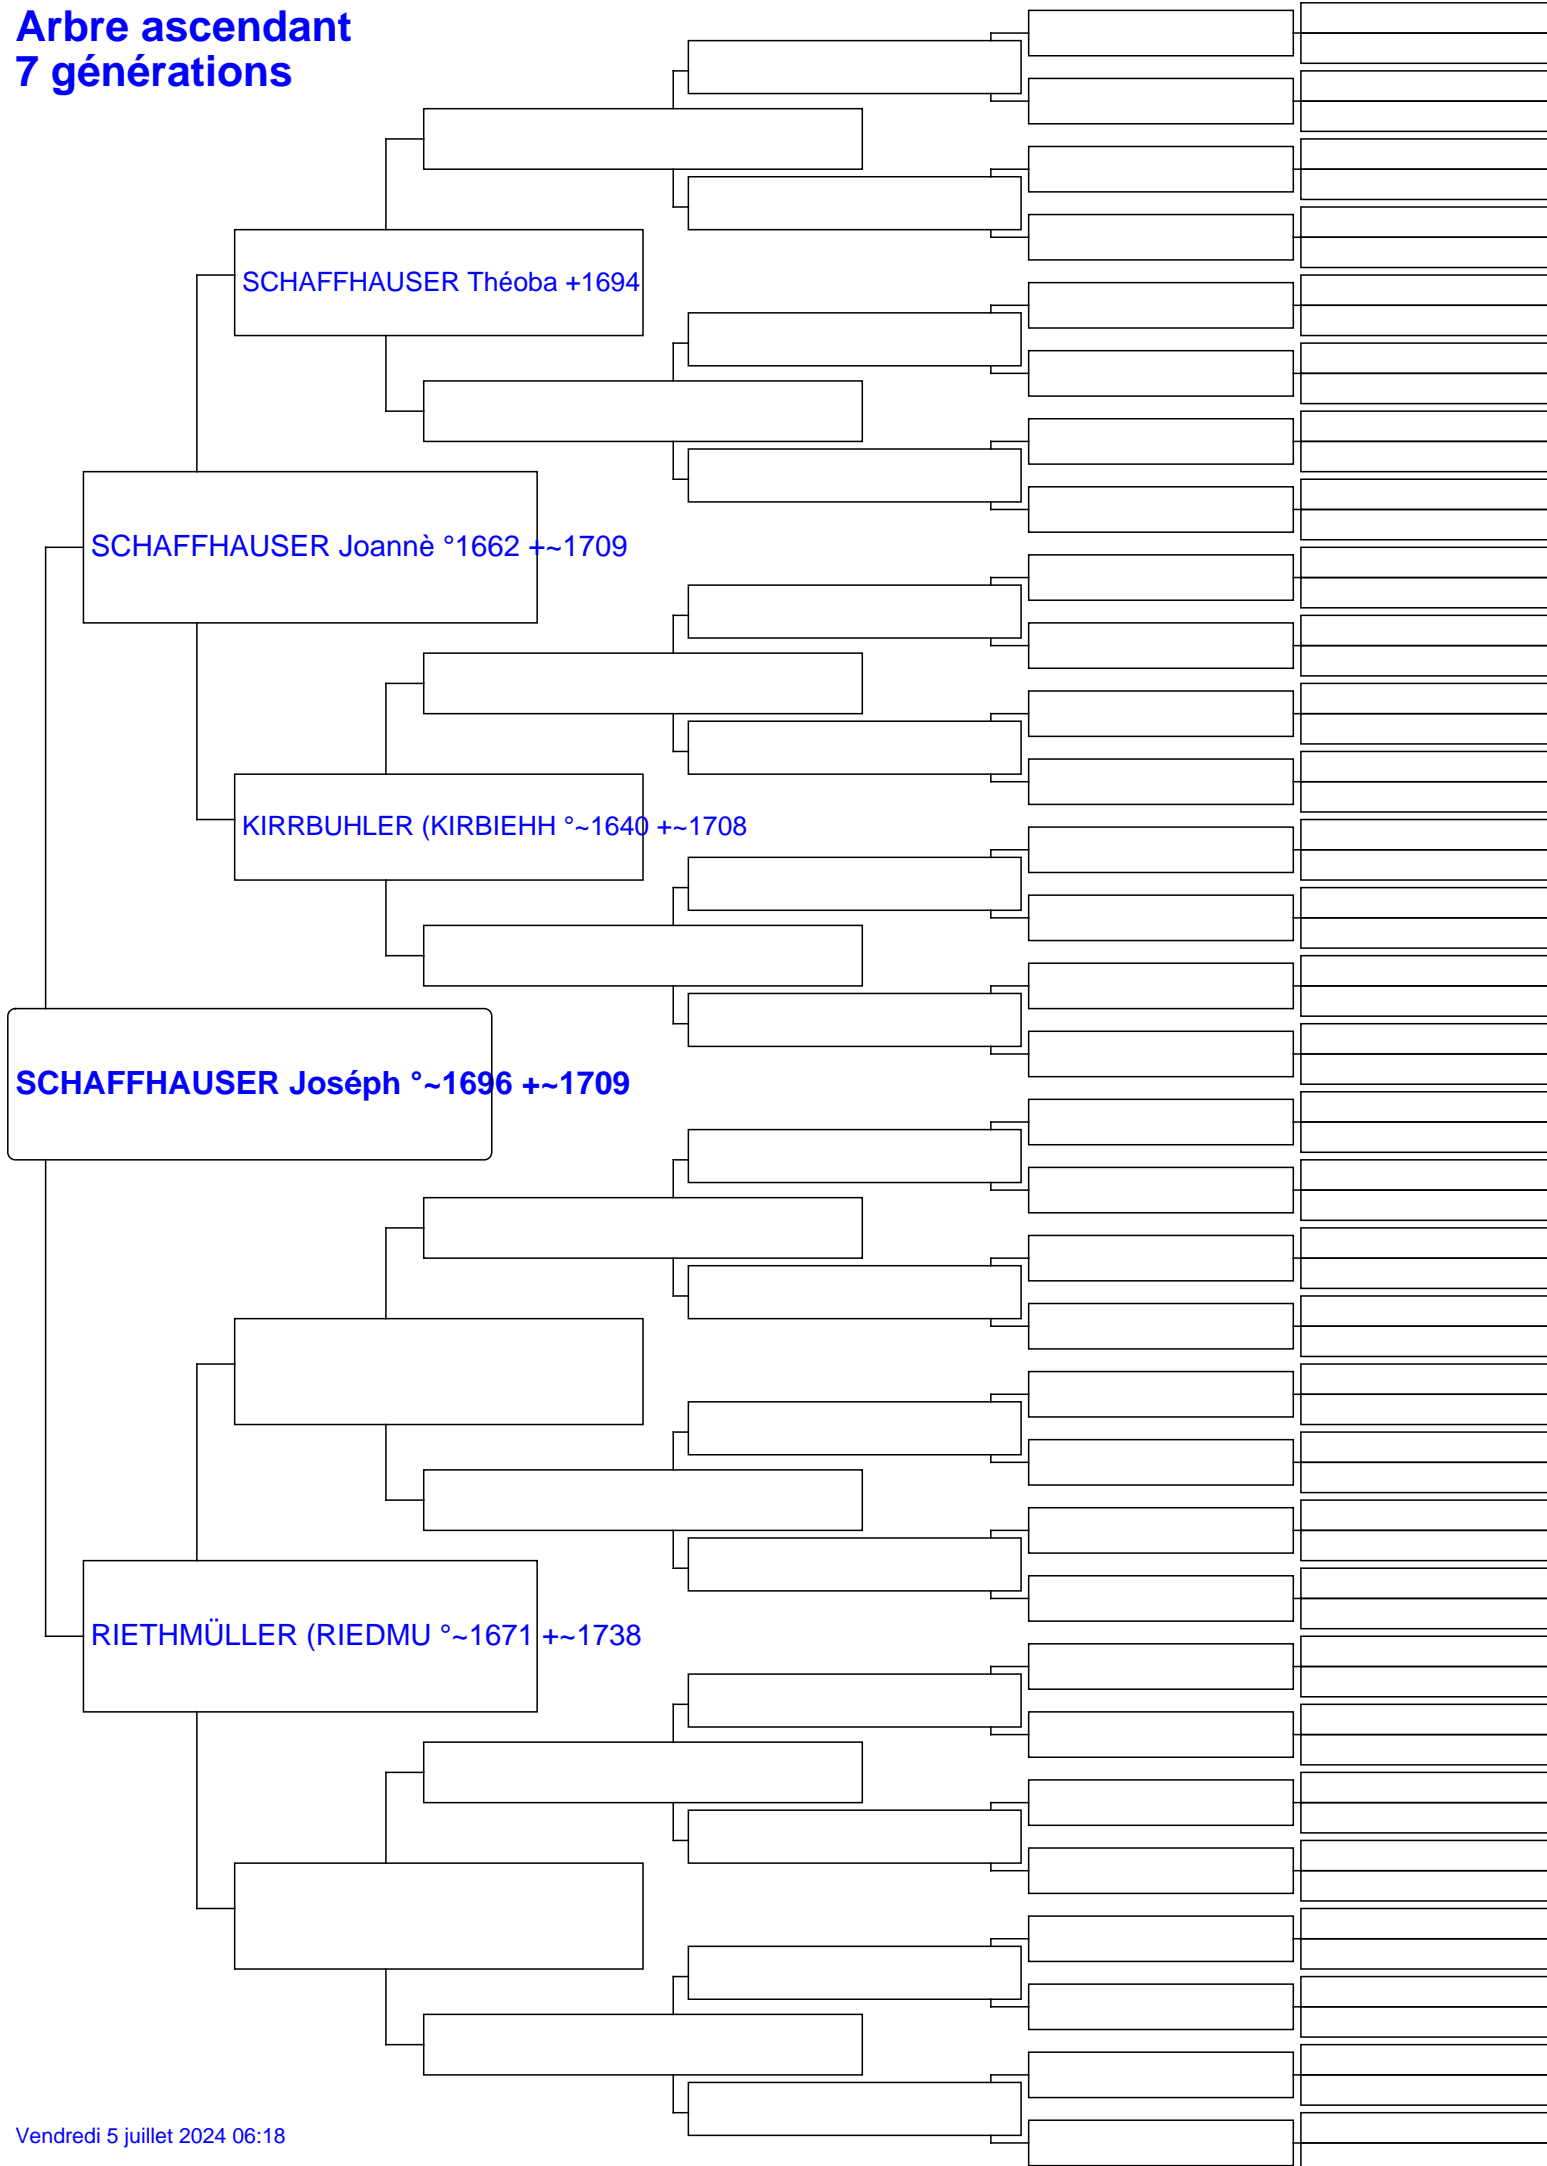 Arbre ascendant
7 générations
SCHAFFHAUSER Théoba +1694
SCHAFFHAUSER Joannè °1662 +~1709
KIRRBUHLER (KIRBIEHH °~1640 +~1708
SCHAFFHAUSER Joséph °~1696 +~1709
RIETHMÜLLER (RIEDMU °~1671 +~1738
Vendredi 5 juillet 2024 06:18